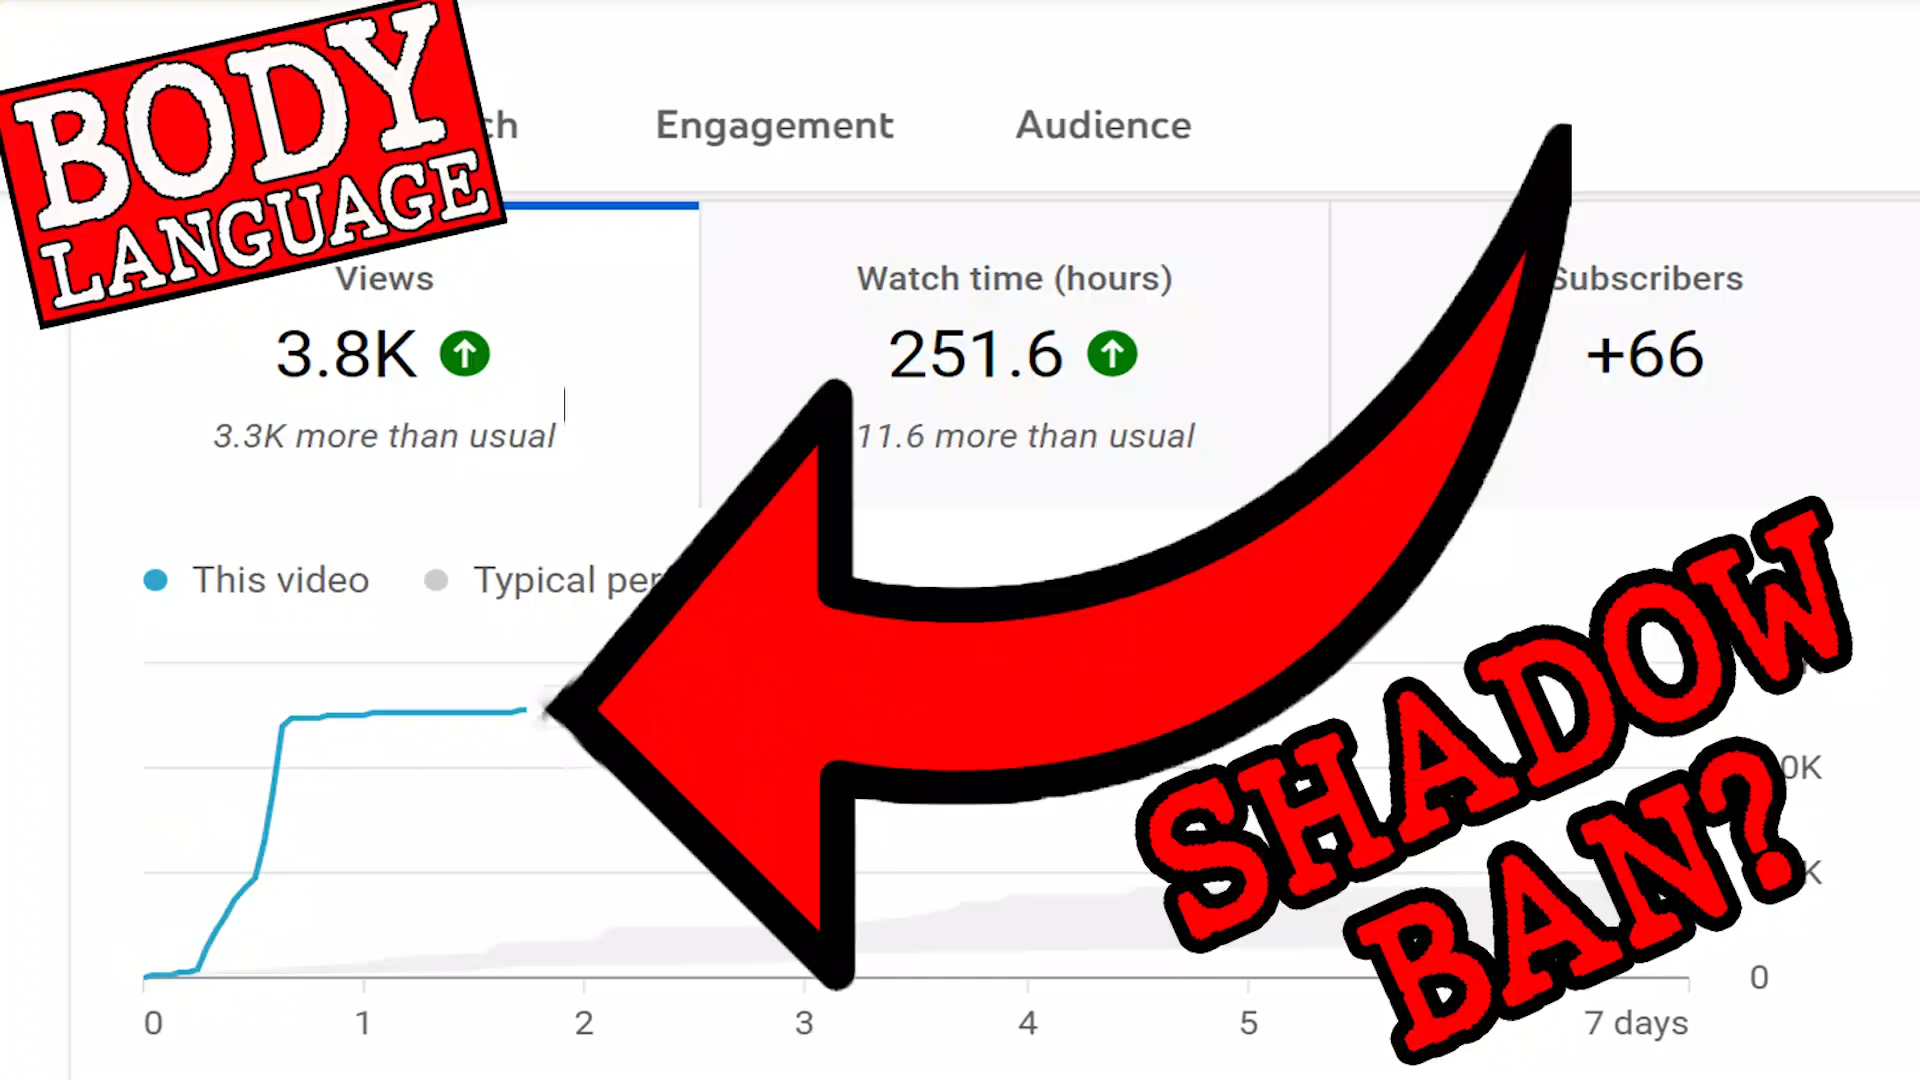 BODY
LANGUAGE
Engagement
Audience
Views
Watch time (hours)
Subscribers
3.8K
251.6
+66
3.3K more than usual
11.6 more than usual
This video
Typical
SHADOW
BAN?
0
0 1 2 3 4 5 7 days